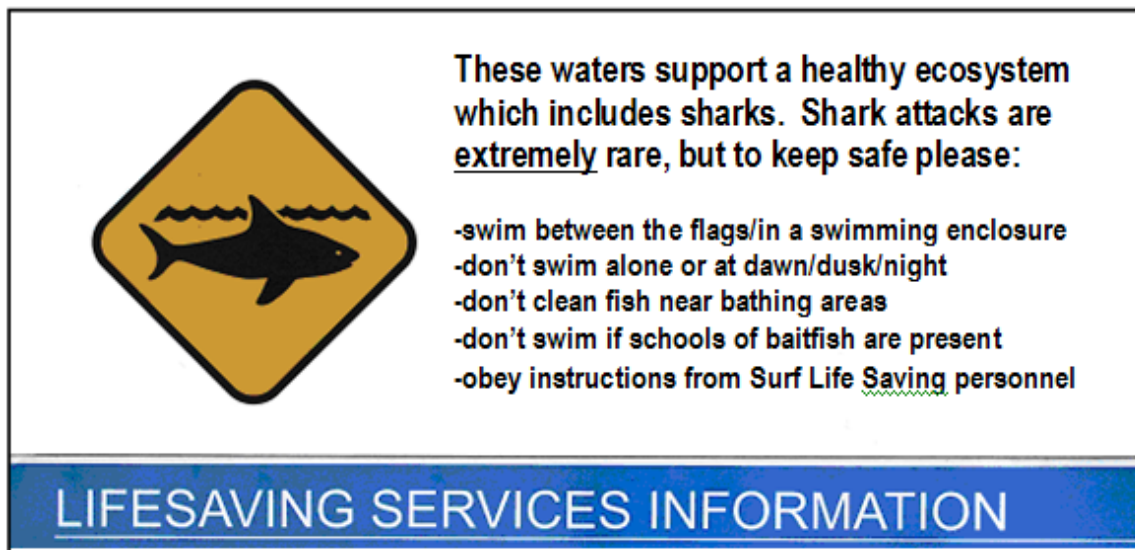 These waters support a healthy ecosystem
which includes sharks.  Shark attacks are
extremely rare, but to keep safe please:
-swim between the flags/in a swimming enclosure
-don't swim alone or at dawn/dusk/night
-don't clean fish near bathing areas
-don't swim if schools of baitfish are present
-obey instructions from Surf Life Saving personnel
LIFESAVING SERVICES INFORMATION